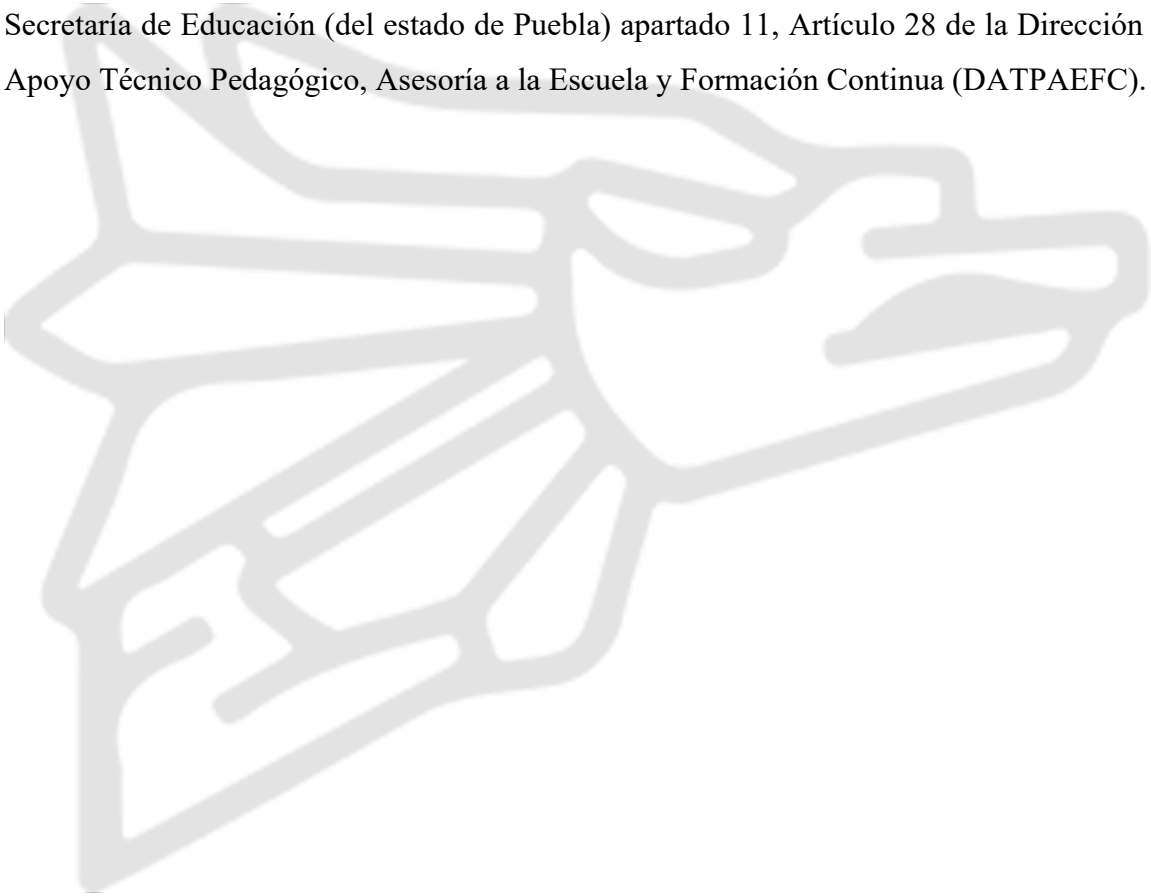 Secretaría de Educación (del estado de Puebla) apartado 11, Artículo 28 de la Dirección
Apoyo Técnico Pedagógico, Asesoría a la Escuela y Formación Continua (DATPAEFC).